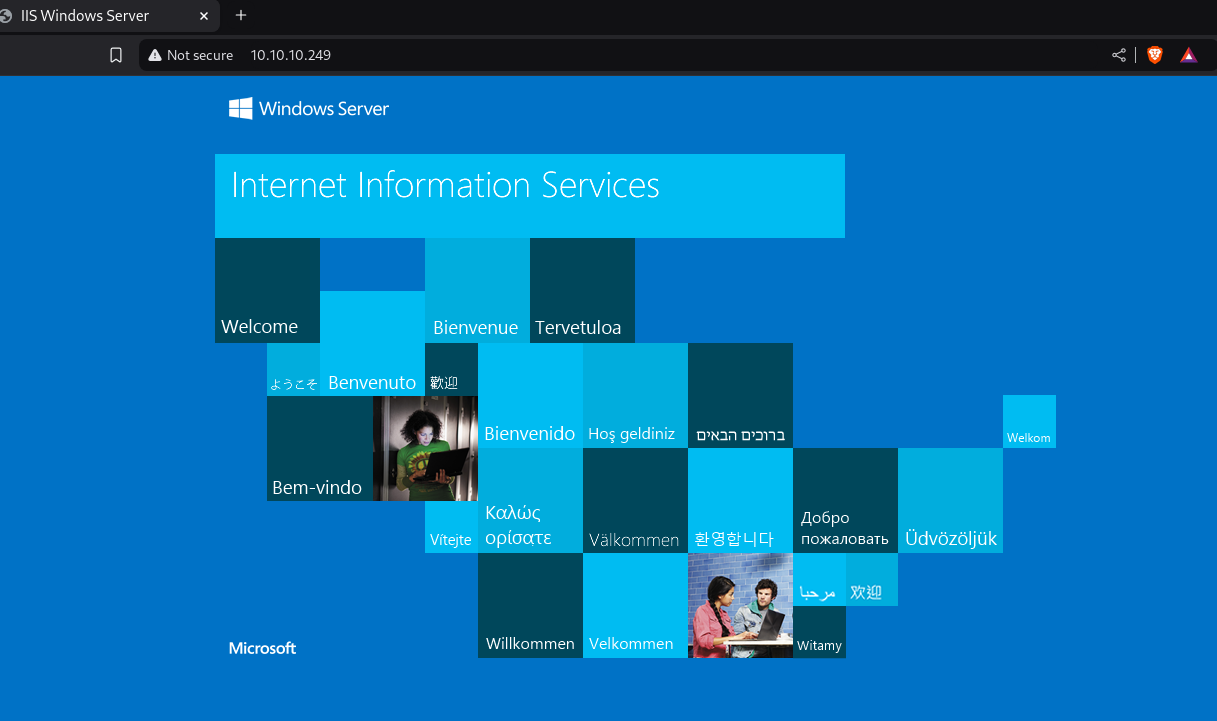 IIS Windows Server
Not secure 10.10.10.249
Windows Server
Internet Information Services
Welcome
Bienvenue
Tervetuloa
ようこそ
Benvenuto
歡迎
Bienvenido
Hoş geldiniz
ברוכים הבאים
Welkom
Bem-vindo
Vítejte
Καλώς
ορίσατε
Välkommen
환영합니다
Добро
пожаловать
Üdvözöljük
مرحبا
欢迎
Willkommen
Velkommen
Witamy
Microsoft